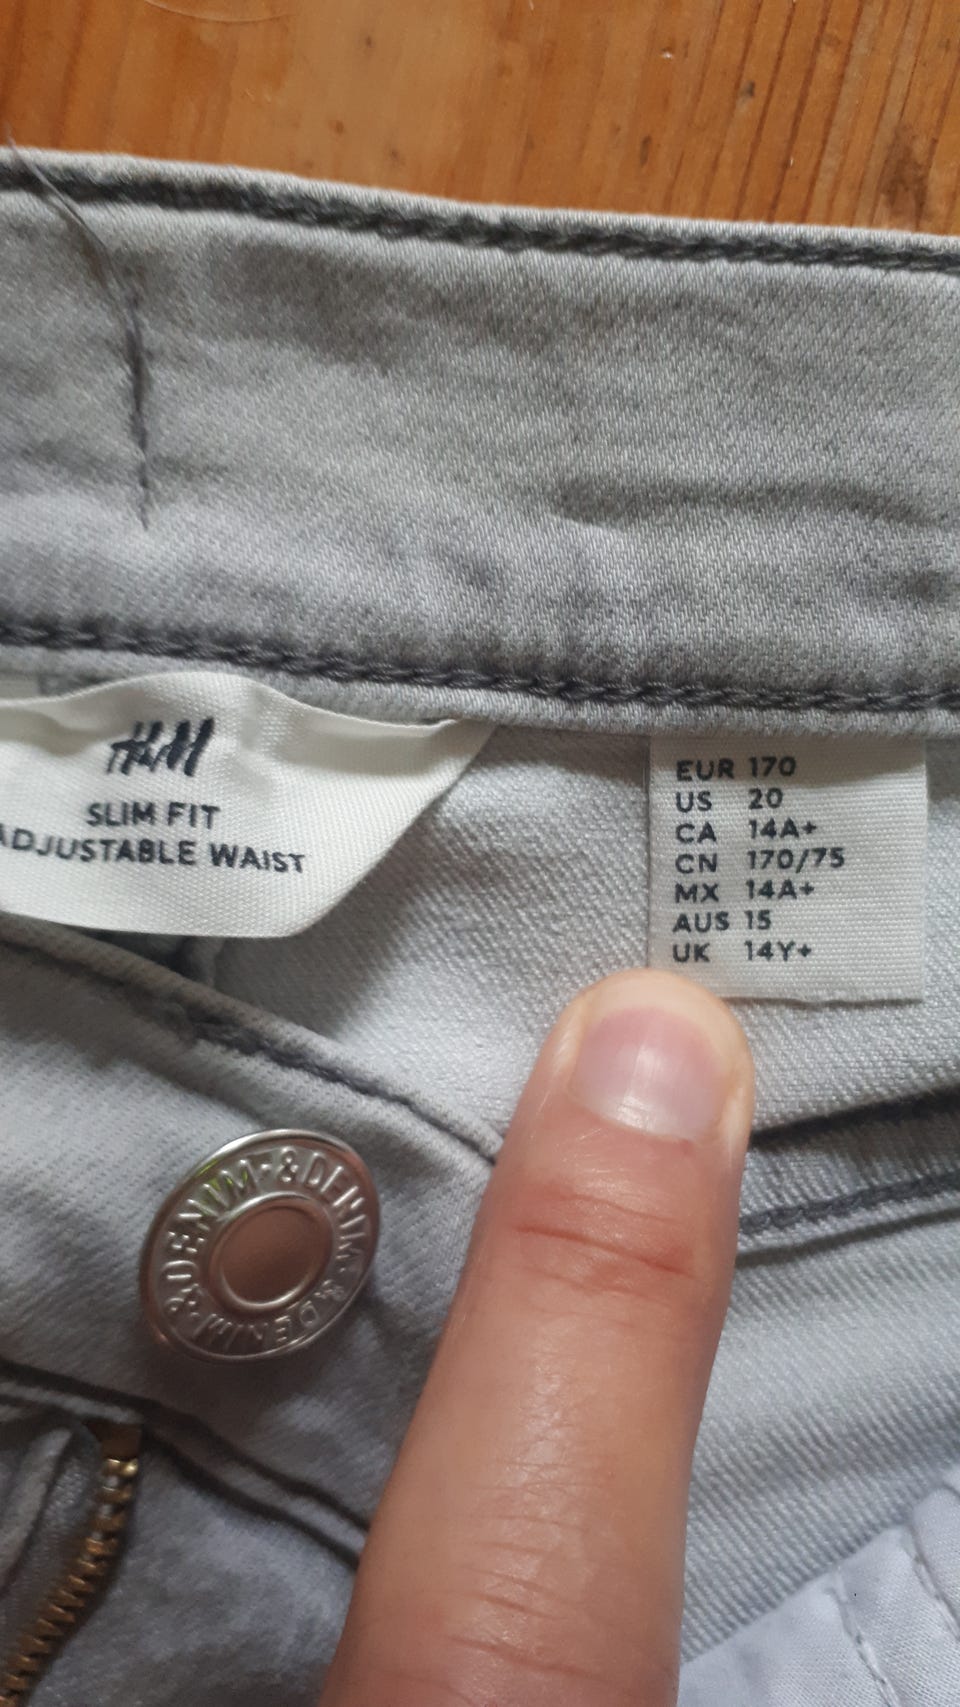 H&M
SLIM FIT
ADJUSTABLE WAIST
EUR 170
US 20
CA 14A+
CN 170/75
MX 14A+
AUS 15
UK 14Y+
&DENIM·&DENIM·&DENIM·